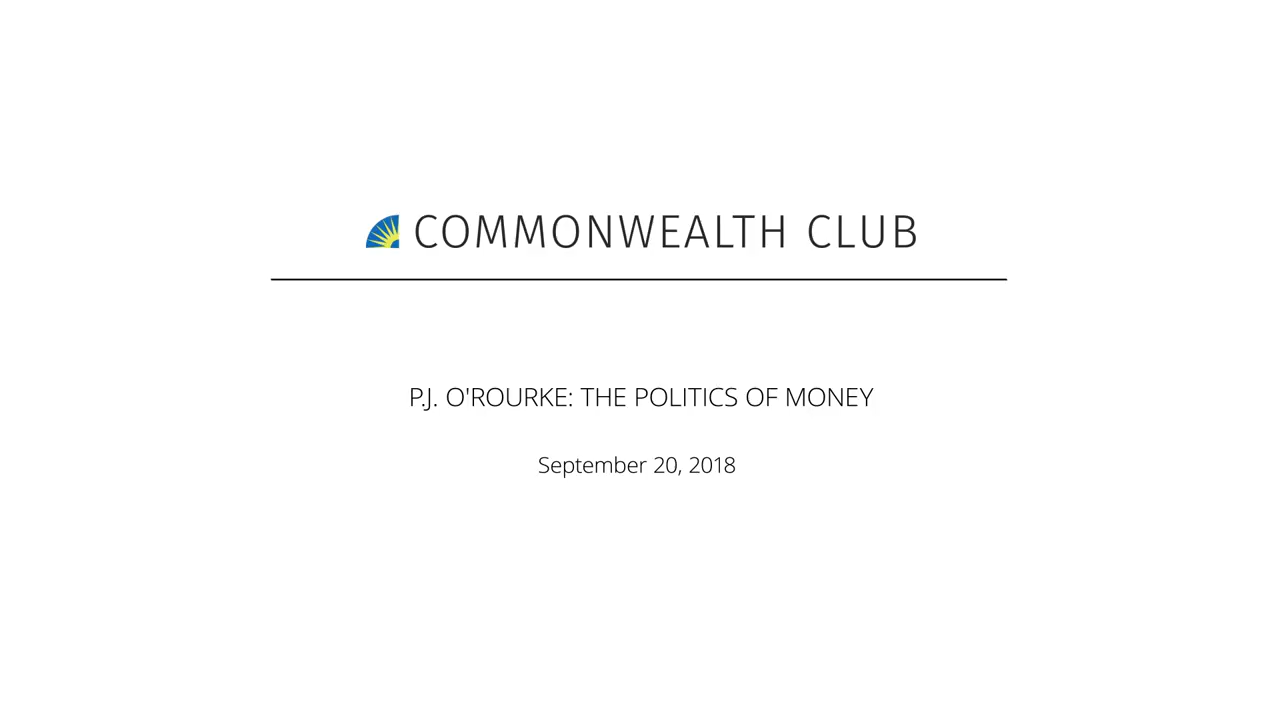 COMMONWEALTH CLUB
P.J. O'ROURKE: THE POLITICS OF MONEY
September 20, 2018